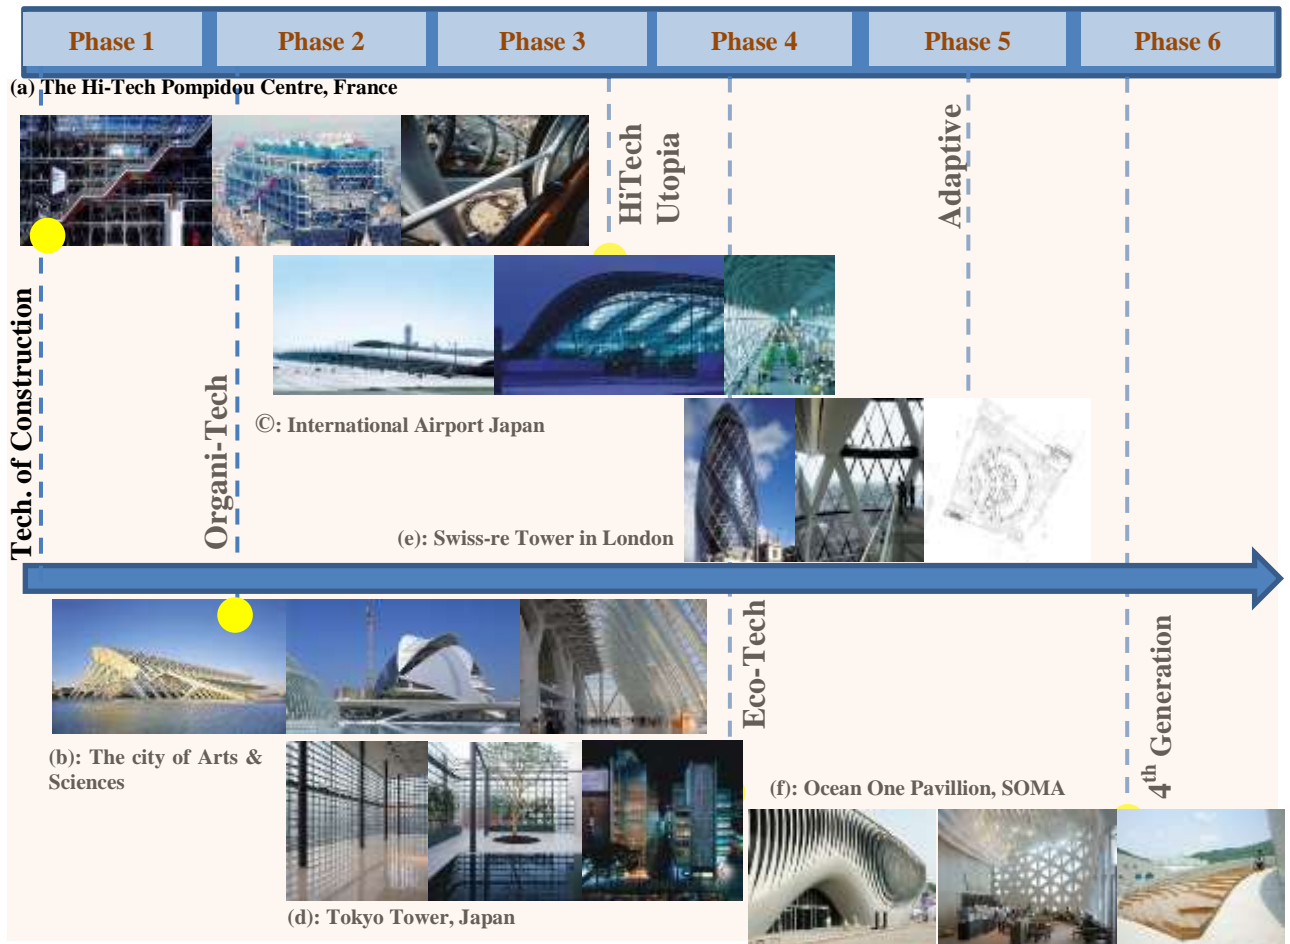 Phase 1
Phase 2
Phase 3
Phase 4
Phase 5
Phase 6
(a) The Hi-Tech Pompidou Centre, France
HiTech
Utopia
Adaptive
Tech. of Construction
Organi-Tech
©: International Airport Japan
(e): Swiss-re Tower in London
Eco-Tech
4th Generation
(b): The city of Arts &
Sciences
(f): Ocean One Pavillion, SOMA
(d): Tokyo Tower, Japan